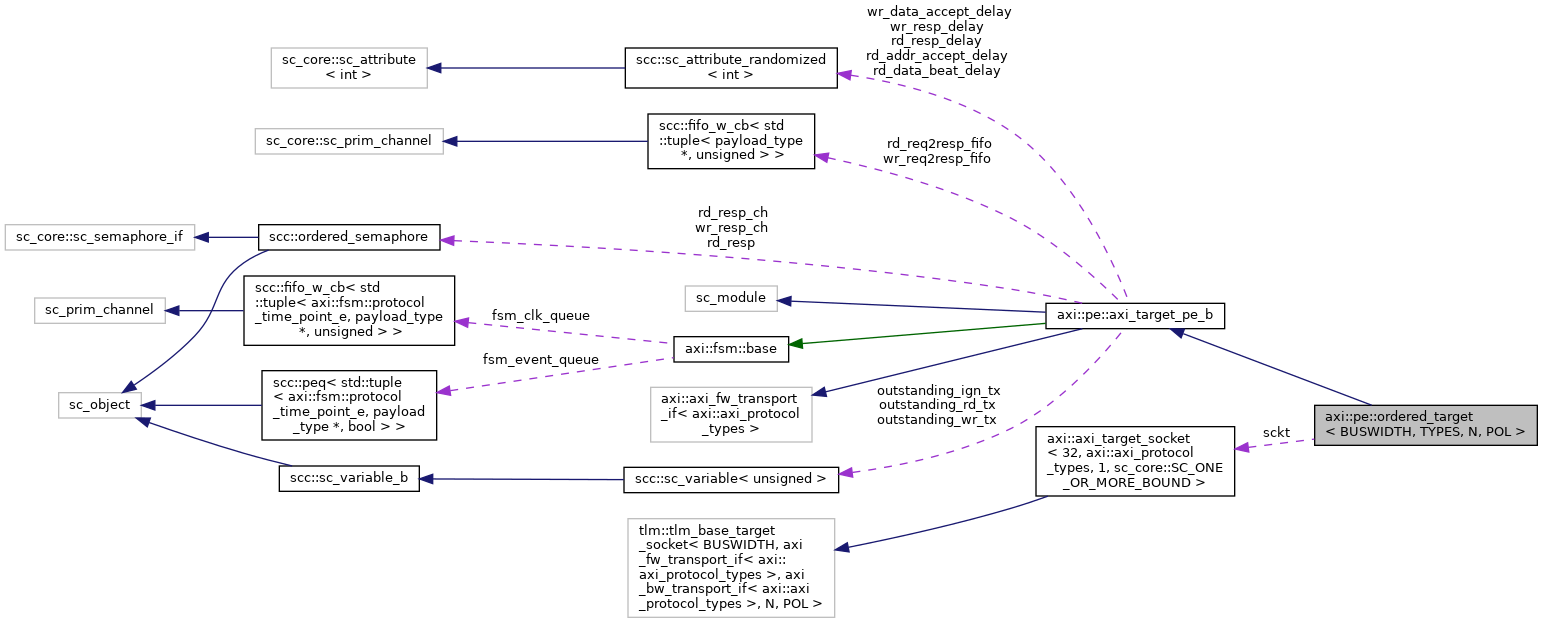 wr_data_accept_delay
wr_resp_delay
rd_resp_delay
rd_addr_accept_delay
rd_data_beat_delay
sc_core::sc_attribute
< int >
scc::sc_attribute_randomized
< int >
scc::fifo_w_cb< std
::tuple< payload_type
*, unsigned > >
sc_core::sc_prim_channel
rd_req2resp_fifo
wr_req2resp_fifo
rd_resp_ch
wr_resp_ch
rd_resp
sc_core::sc_semaphore_if
scc::ordered_semaphore
scc::fifo_w_cb< std
::tuple< axi::fsm::protocol
_time_point_e, payload_type
*, unsigned > >
sc_prim_channel
sc_module
axi::pe::axi_target_pe_b
fsm_clk_queue
axi::fsm::base
fsm_event_queue
scc::peq< std::tuple
< axi::fsm::protocol
_time_point_e, payload
_type *, bool > >
sc_object
axi::axi_fw_transport
_if< axi::axi_protocol
_types >
outstanding_ign_tx
outstanding_rd_tx
outstanding_wr_tx
axi::pe::ordered_target
< BUSWIDTH, TYPES, N, POL >
sckt
axi::axi_target_socket
< 32, axi::axi_protocol
_types, 1, sc_core::SC_ONE
_OR_MORE_BOUND >
scc::sc_variable_b
scc::sc_variable< unsigned >
tlm::tlm_base_target
_socket< BUSWIDTH, axi
_fw_transport_if< axi::
axi_protocol_types >, axi
_bw_transport_if< axi::axi
_protocol_types >, N, POL >